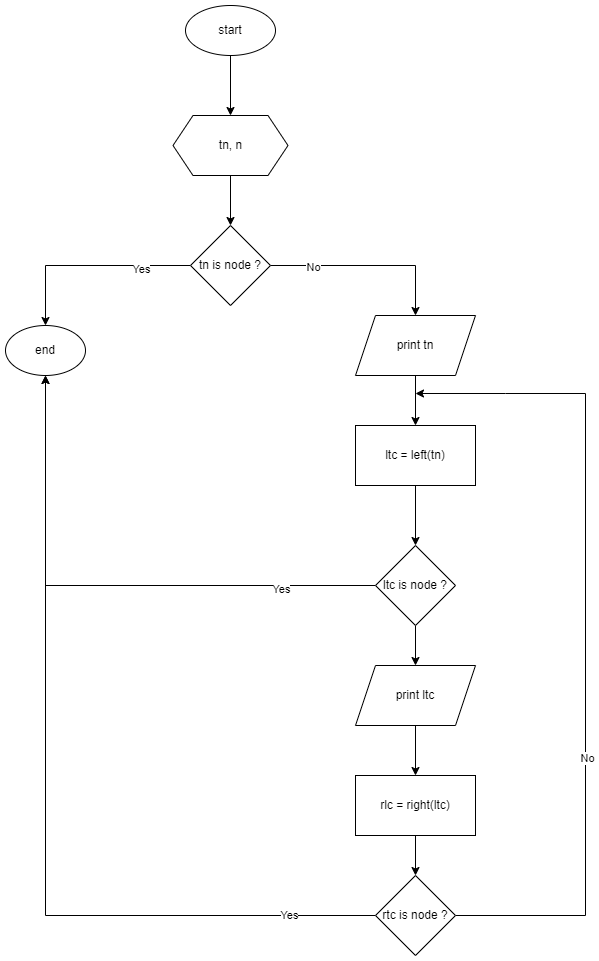 start
tn, n
tn is node ?
Yes
No
end
print tn
ltc = left(tn)
ltc is node ?
Yes
print ltc
No
rlc = right(ltc)
rtc is node ?
Yes